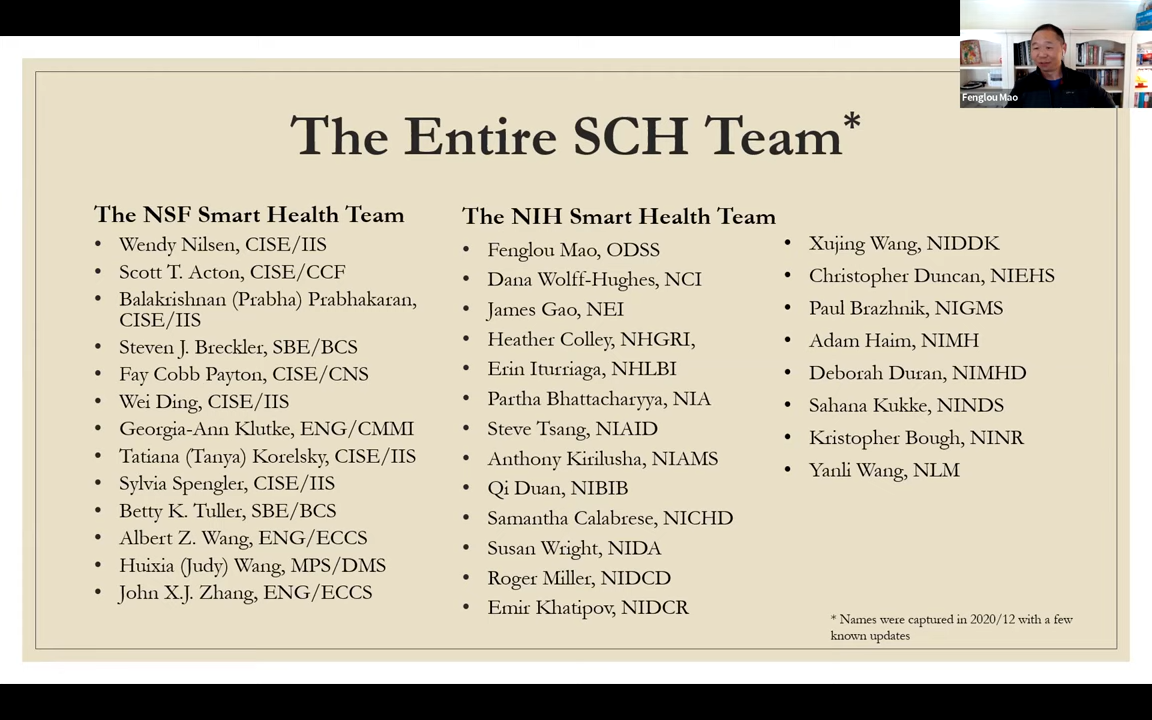 Fenglou Mao
The Entire SCH Team*
The NSF Smart Health Team
• Wendy Nilsen, CISE/IIS
• Scott T. Acton, CISE/CCF
• Balakrishnan (Prabha) Prabhakaran,
CISE/IIS
• Steven J. Breckler, SBE/BCS
• Fay Cobb Payton, CISE/CNS
• Wei Ding, CISE/IIS
• Georgia-Ann Klutke, ENG/CMMI
• Tatiana (Tanya) Korelsky, CISE/IIS
• Sylvia Spengler, CISE/IIS
• Betty K. Tuller, SBE/BCS
• Albert Z. Wang, ENG/ECCS
• Huixia (Judy) Wang, MPS/DMS
• John X.J. Zhang, ENG/ECCS
The NIH Smart Health Team
• Fenglou Mao, ODSS
• Dana Wolff-Hughes, NCI
• James Gao, NEI
• Heather Colley, NHGRI,
• Erin Iturriaga, NHLBI
• Partha Bhattacharyya, NIA
• Steve Tsang, NIAID
• Anthony Kirilusha, NIAMS
• Qi Duan, NIBIB
• Samantha Calabrese, NICHD
• Susan Wright, NIDA
• Roger Miller, NIDCD
• Emir Khatipov, NIDCR
• Xujing Wang, NIDDK
• Christopher Duncan, NIEHS
• Paul Brazhnik, NIGMS
• Adam Haim, NIMH
• Deborah Duran, NIMHD
• Sahana Kukke, NINDS
• Kristopher Bough, NINR
• Yanli Wang, NLM
* Names were captured in 2020/12 with a few
known updates